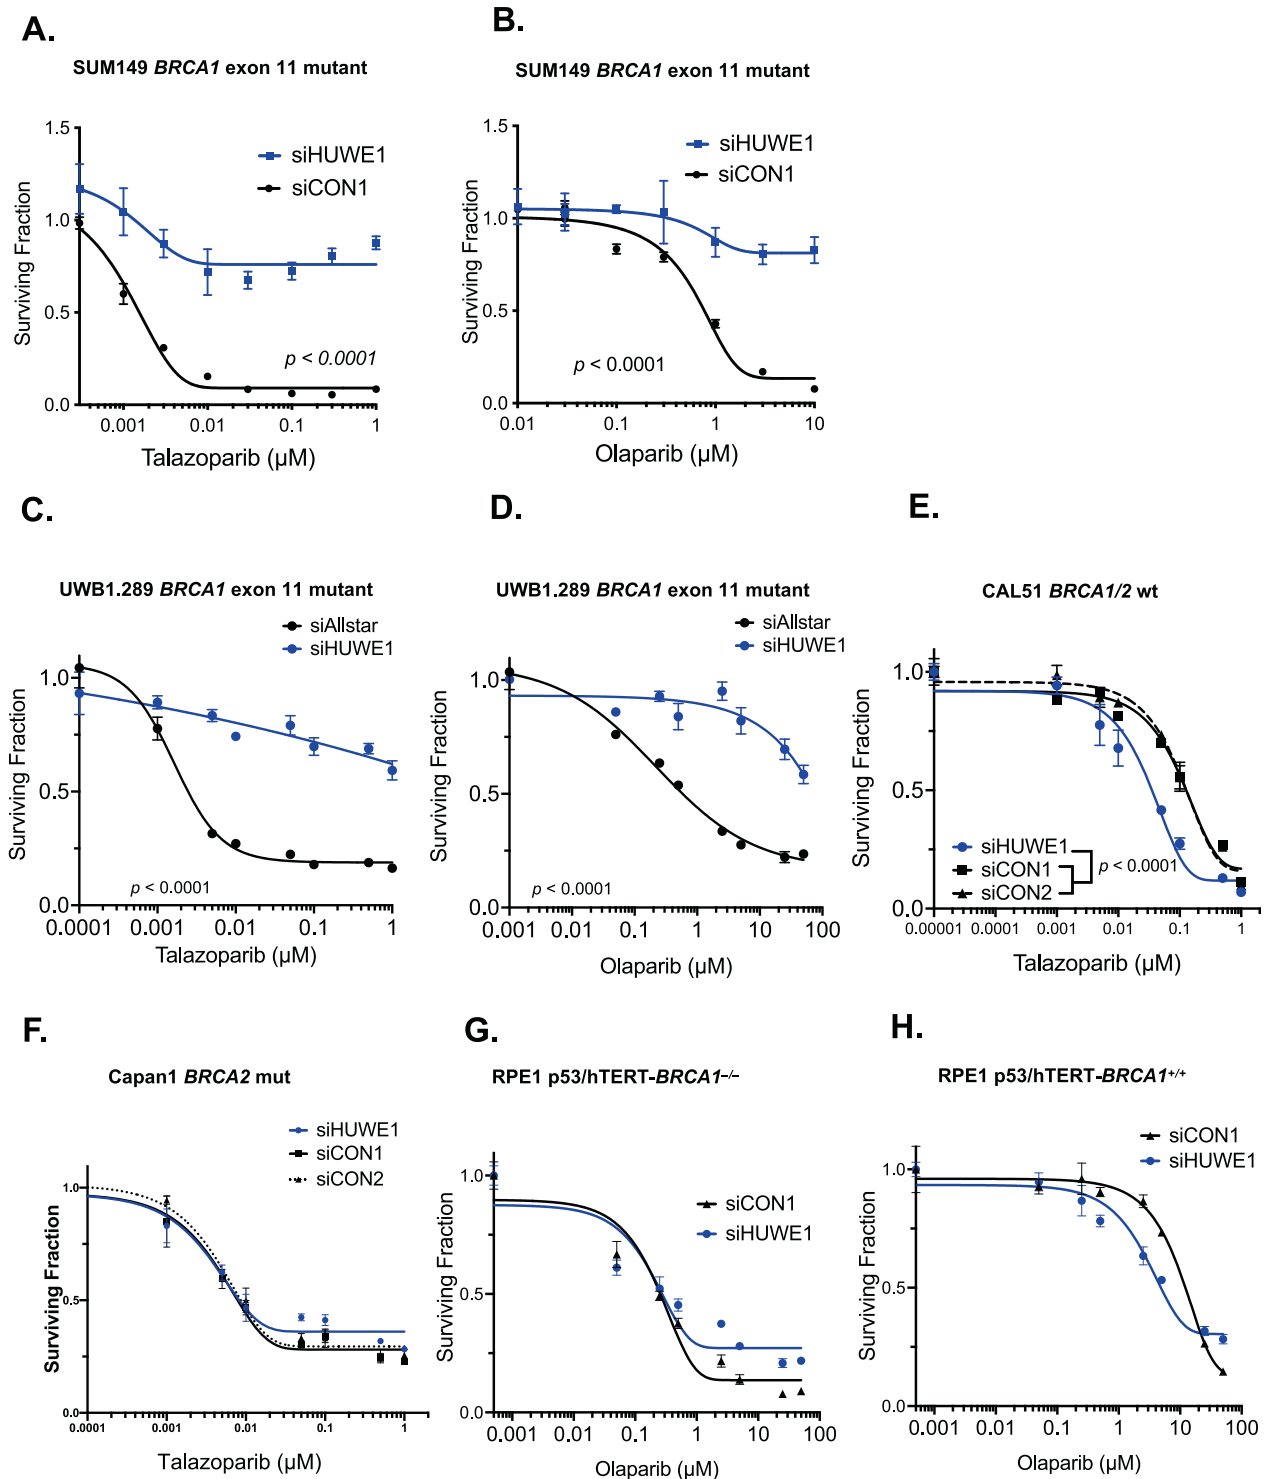 A.
SUM149 BRCA1 exon 11 mutant
siHUWE1
siCON1
1.5
1.0
0.5
0.0
Surviving Fraction
p < 0.0001
0.001 0.01 0.1 1
Talazoparib (µM)
B.
SUM149 BRCA1 exon 11 mutant
siHUWE1
siCON1
1.5
1.0
0.5
0.0
Surviving Fraction
p < 0.0001
0.01 0.1 1 10
Olaparib (µM)
C.
UWB1.289 BRCA1 exon 11 mutant
siAllstar
siHUWE1
1.0
0.5
0.0
Surviving Fraction
p < 0.0001
0.0001 0.001 0.01 0.1 1
Talazoparib (µM)
D.
UWB1.289 BRCA1 exon 11 mutant
siAllstar
siHUWE1
1.0
0.5
0.0
Surviving Fraction
p < 0.0001
0.001 0.01 0.1 1 10 100
Olaparib (µM)
E.
CAL51 BRCA1/2 wt
1.0
0.5
0.0
Surviving Fraction
siHUWE1
siCON1
siCON2
p < 0.0001
0.00001 0.0001 0.001 0.01 0.1 1
Talazoparib (µM)
F.
Capan1 BRCA2 mut
siHUWE1
siCON1
siCON2
1.0
0.5
0.0
Surviving Fraction
0.0001 0.001 0.01 0.1 1
Talazoparib (µM)
G.
RPE1 p53/hTERT-BRCA1–/–
siCON1
siHUWE1
1.0
0.5
0.0
Surviving Fraction
0.001 0.01 0.1 1 10 100
Olaparib (µM)
H.
RPE1 p53/hTERT-BRCA1+/+
siCON1
siHUWE1
1.0
0.5
0.0
Surviving Fraction
0.001 0.01 0.1 1 10 100
Olaparib (µM)